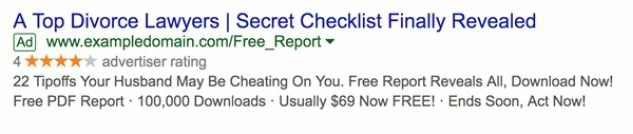 A Top Divorce Lawyers | Secret Checklist Finally Revealed
Ad www.exampledomain.com/Free_Report
4 ★★★★★ advertiser rating
22 Tipoffs Your Husband May Be Cheating On You. Free Report Reveals All, Download Now!
Free PDF Report · 100,000 Downloads · Usually $69 Now FREE! · Ends Soon, Act Now!